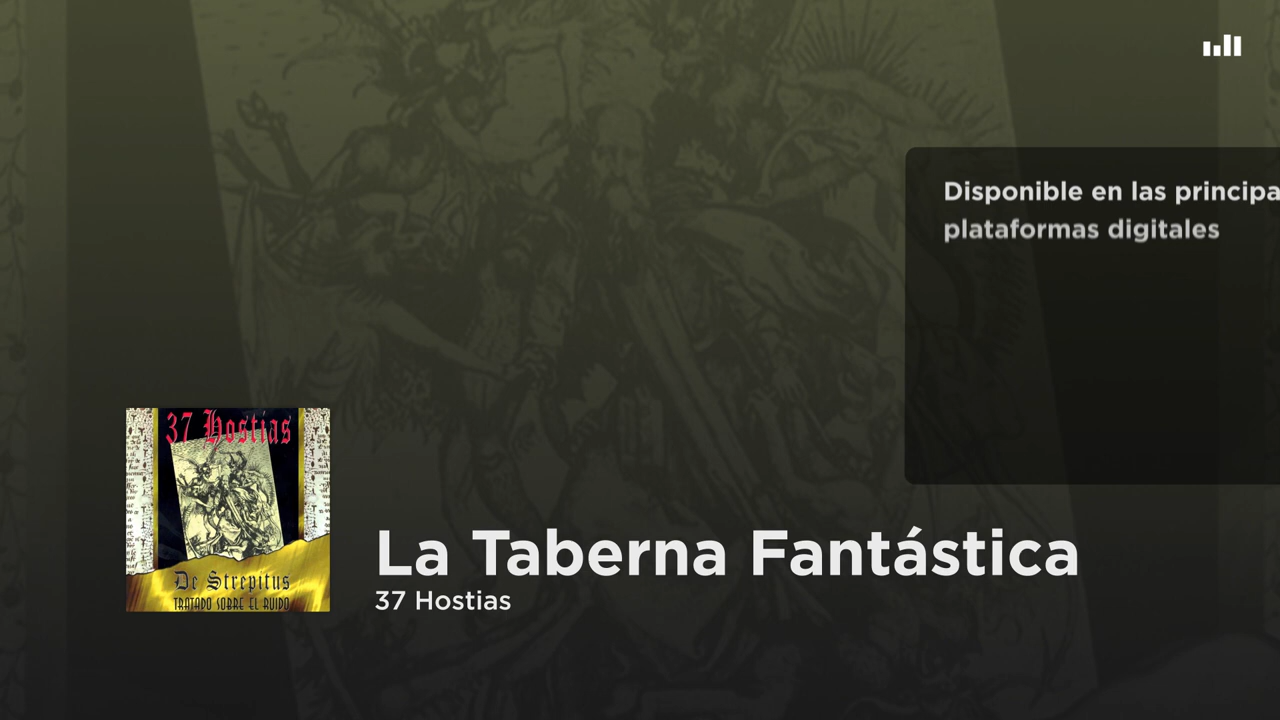 Disponible en las principa
plataformas digitales
37 Hostias
De Strepitus
TRATADO SOBRE EL RUIDO
La Taberna Fantástica
37 Hostias